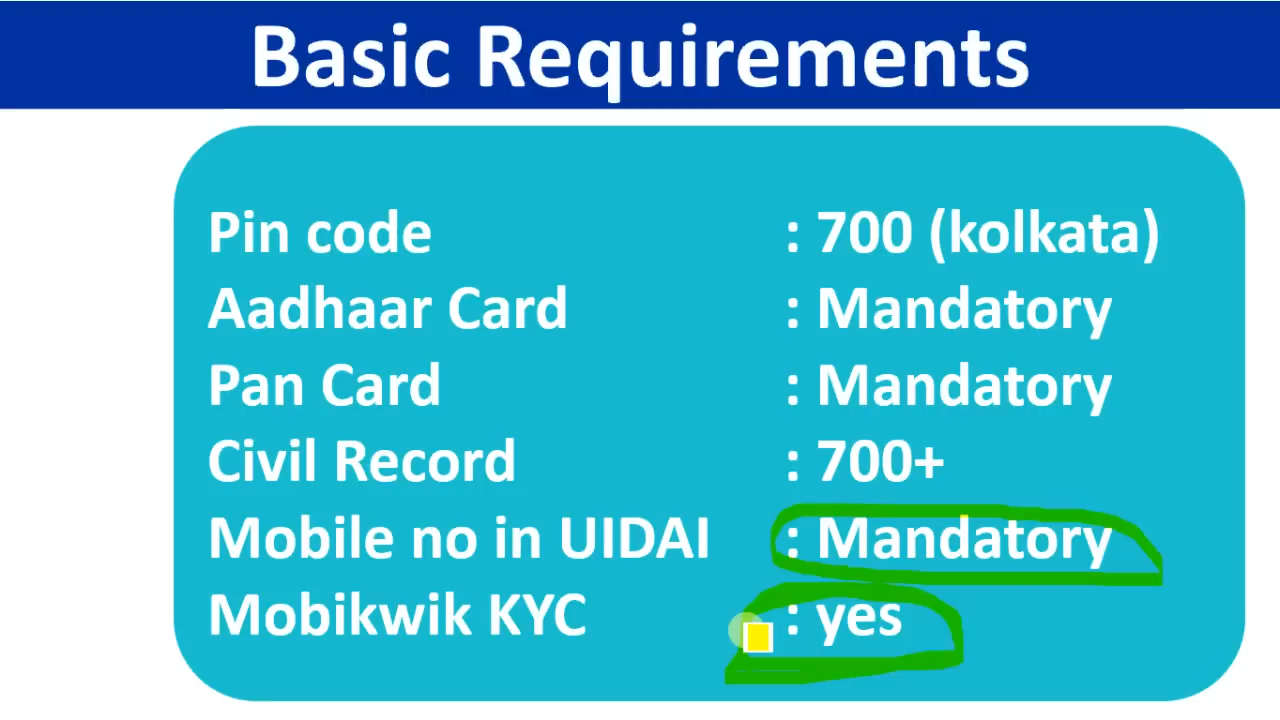 Basic Requirements
Pin code : 700 (kolkata)
Aadhaar Card : Mandatory
Pan Card : Mandatory
Civil Record : 700+
Mobile no in UIDAI : Mandatory
Mobikwik KYC : yes